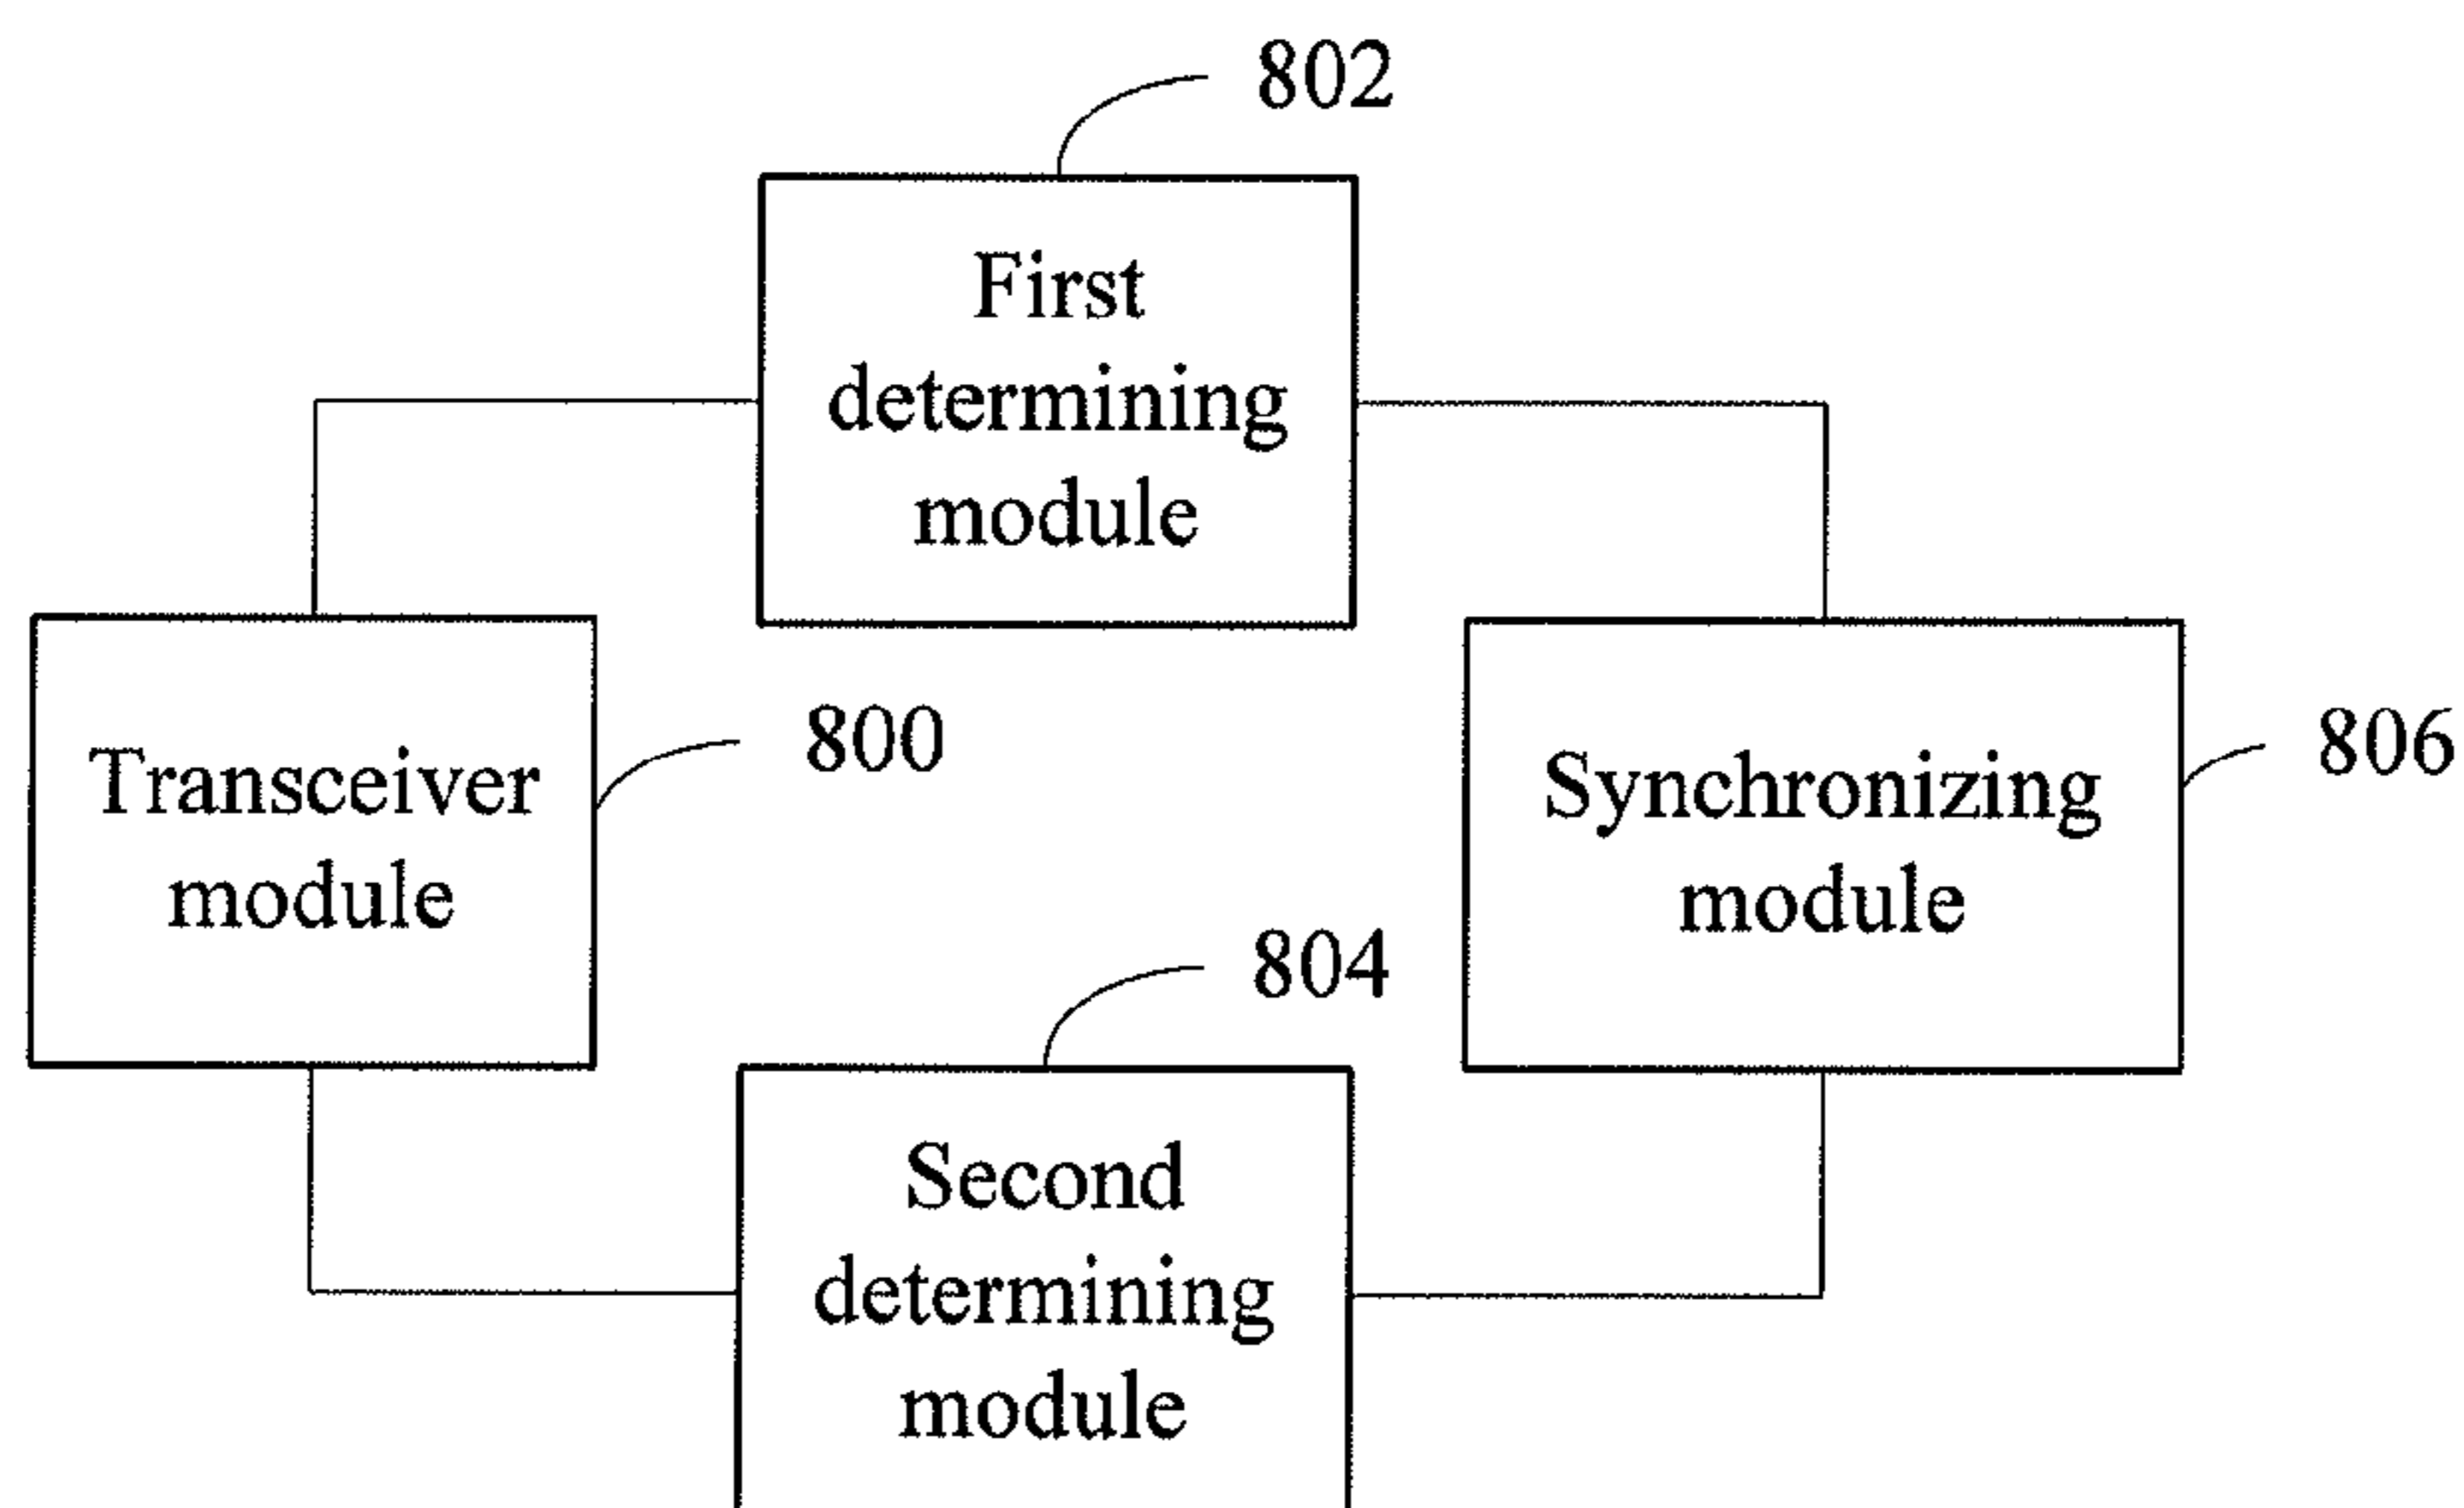 802
First
determining
module
Transceiver
module
800
Synchronizing
module
806
804
Second
determining
module